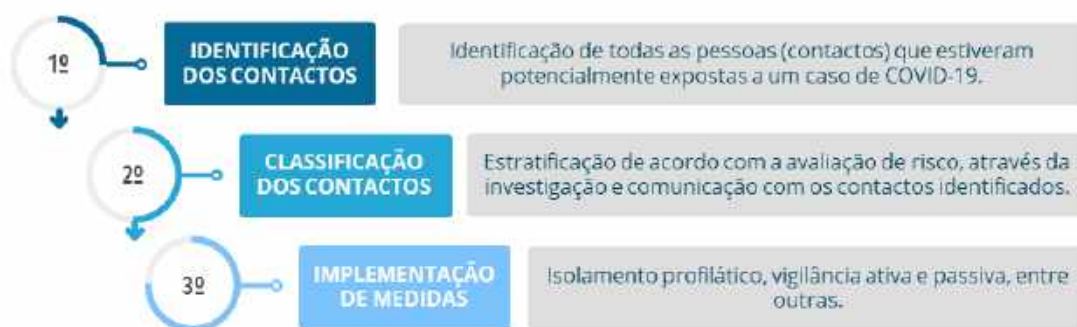 1º
IDENTIFICAÇÃO
DOS CONTACTOS
Identificação de todas as pessoas (contactos) que estiveram
potencialmente expostas a um caso de COVID-19.
2º
CLASSIFICAÇÃO
DOS CONTACTOS
Estratificação de acordo com a avaliação de risco, através da
investigação e comunicação com os contactos identificados.
3º
IMPLEMENTAÇÃO
DE MEDIDAS
Isolamento profilático, vigilância ativa e passiva, entre
outras.